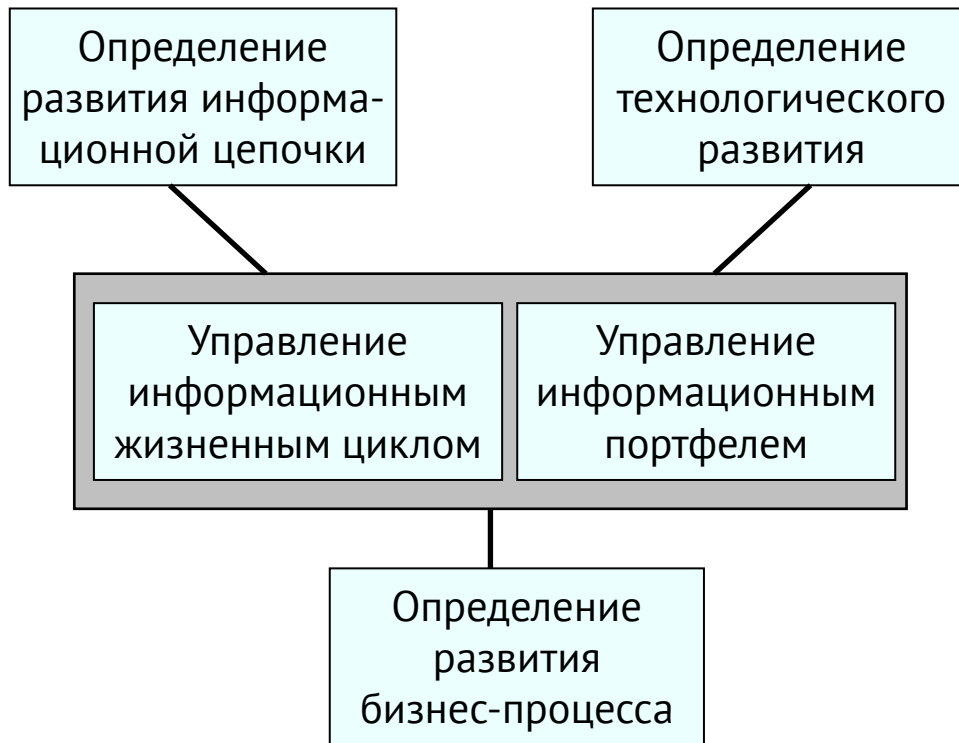 Определение
развития информа-
ционной цепочки
Определение
технологического
развития
Управление
информационным
жизненным циклом
Управление
информационным
портфелем
Определение
развития
бизнес-процесса